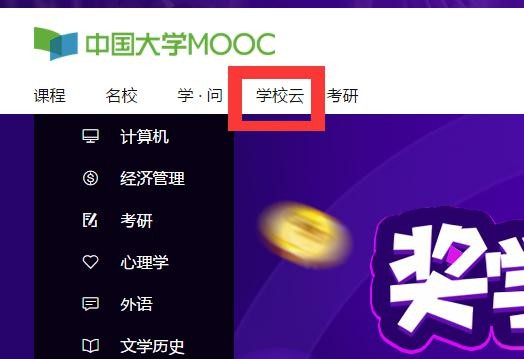 中国大学MOOC
课程 名校 学·问 学校云 考研
计算机
经济管理
考研
心理学
外语
文学历史
奖学